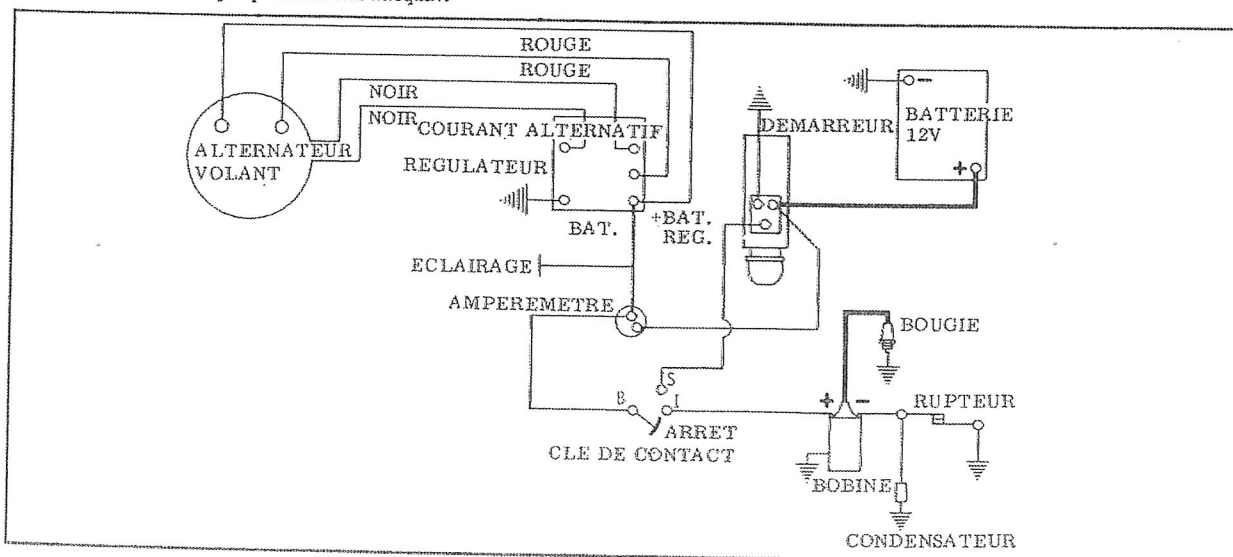 ROUGE
ROUGE
NOIR
NOIR
COURANT ALTERNATIF
ALTERNATEUR
VOLANT
REGULATEUR
BAT.
+BAT.
REG.
DEMARREUR
BATTERIE
12V
-
+
ECLAIRAGE
AMPEREMETRE
BOUGIE
S
B
I
ARRET
CLE DE CONTACT
+ -
RUPTEUR
BOBINE
CONDENSATEUR